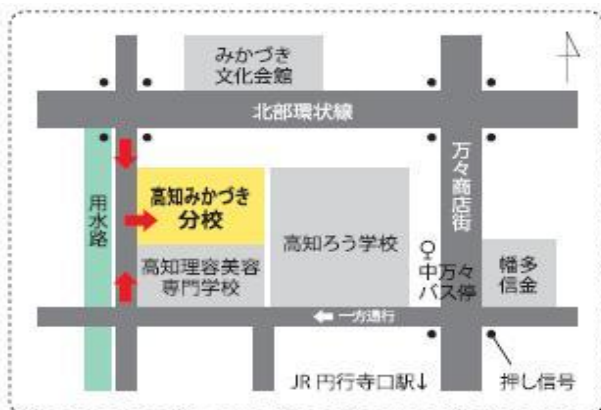 みかづき
文化会館
北部環状線
万々商店街
用水路
高知みかづき
分校
高知ろう学校
高知理容美容
専門学校
中万々
バス停
幡多
信金
一方通行
JR 円行寺口駅↓
押し信号